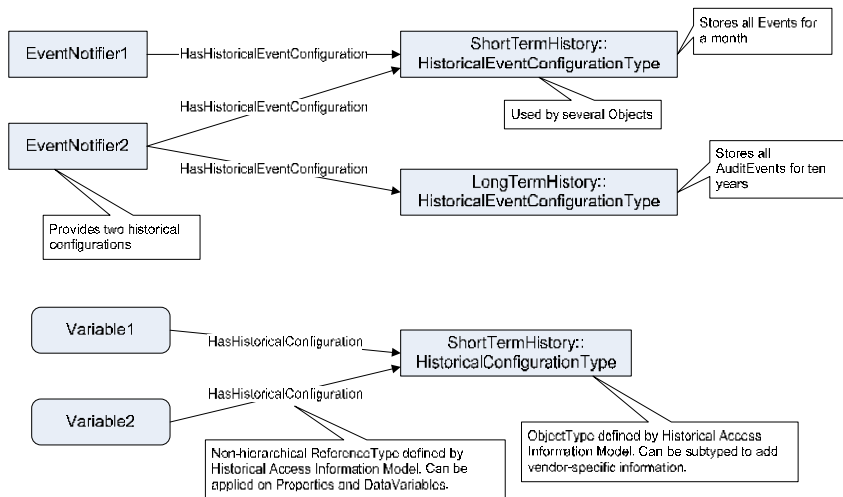 EventNotifier1
HasHistoricalEventConfiguration
ShortTermHistory::
HistoricalEventConfigurationType
Stores all Events for
a month
HasHistoricalEventConfiguration
Used by several Objects
EventNotifier2
HasHistoricalEventConfiguration
LongTermHistory::
HistoricalEventConfigurationType
Stores all
AuditEvents for ten
years
Provides two historical
configurations
Variable1
HasHistoricalConfiguration
ShortTermHistory::
HistoricalConfigurationType
HasHistoricalConfiguration
Variable2
Non-hierarchical ReferenceType defined by
Historical Access Information Model. Can be
applied on Properties and DataVariables.
ObjectType defined by Historical Access
Information Model. Can be subtyped to add
vendor-specific information.